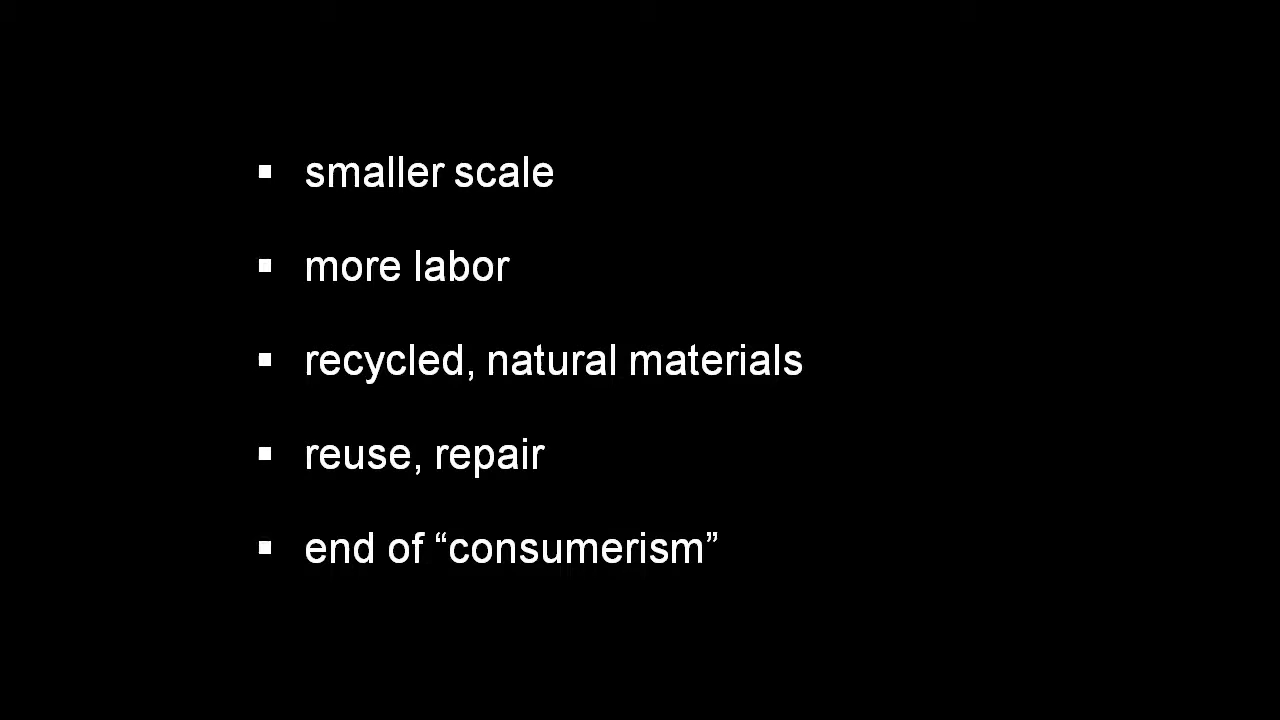 ▪ smaller scale
▪ more labor
▪ recycled, natural materials
▪ reuse, repair
▪ end of “consumerism”